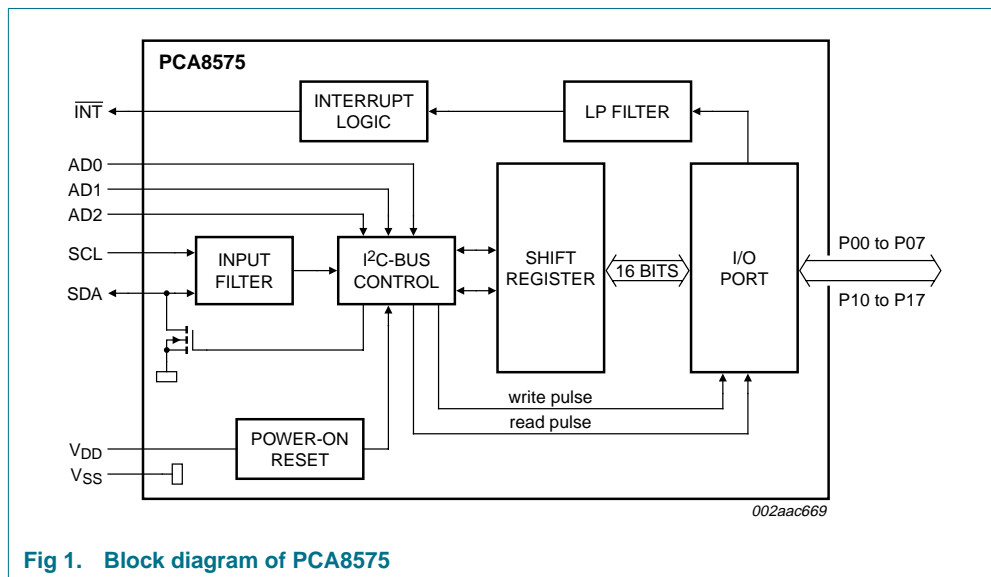 PCA8575
INT
INTERRUPT
LOGIC
LP FILTER
AD0
AD1
AD2
SCL
SDA
INPUT
FILTER
I²C-BUS
CONTROL
SHIFT
REGISTER
16 BITS
I/O
PORT
P00 to P07
P10 to P17
write pulse
read pulse
VDD
VSS
POWER-ON
RESET
002aac669
Fig 1. Block diagram of PCA8575